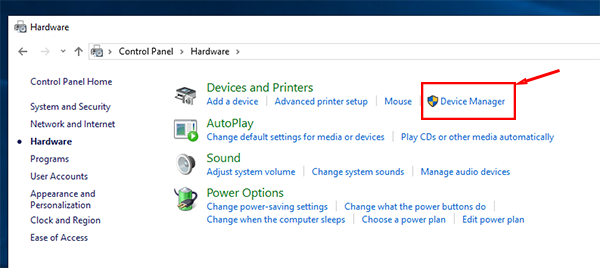 Hardware
Control Panel > Hardware >
Control Panel Home
System and Security
Network and Internet
Hardware
Programs
User Accounts
Appearance and
Personalization
Clock and Region
Ease of Access
Devices and Printers
Add a device | Advanced printer setup | Mouse | Device Manager
AutoPlay
Change default settings for media or devices | Play CDs or other media automatically
Sound
Adjust system volume | Change system sounds | Manage audio devices
Power Options
Change power-saving settings | Change what the power buttons do |
Change when the computer sleeps | Choose a power plan | Edit power plan